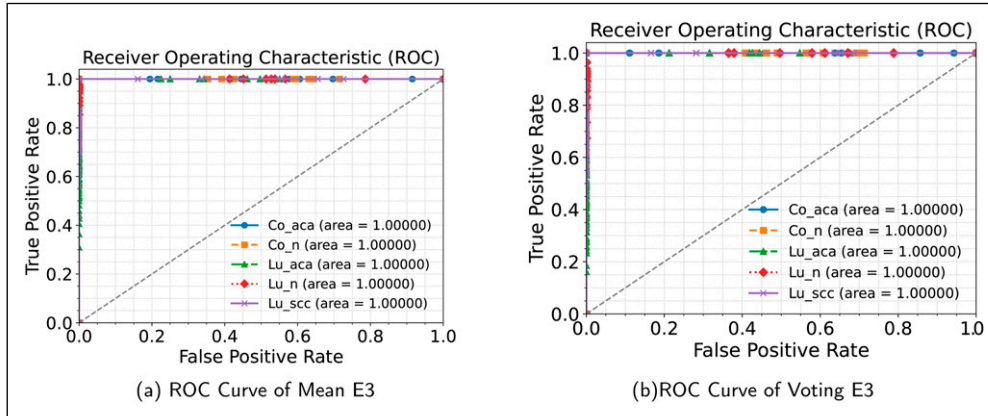 Receiver Operating Characteristic (ROC)
True Positive Rate
1.0
0.8
0.6
0.4
0.2
0.0
Co_aca (area = 1.00000)
Co_n (area = 1.00000)
Lu_aca (area = 1.00000)
Lu_n (area = 1.00000)
Lu_scc (area = 1.00000)
0.0 0.2 0.4 0.6 0.8 1.0
False Positive Rate
(a) ROC Curve of Mean E3
Receiver Operating Characteristic (ROC)
True Positive Rate
1.0
0.8
0.6
0.4
0.2
0.0
Co_aca (area = 1.00000)
Co_n (area = 1.00000)
Lu_aca (area = 1.00000)
Lu_n (area = 1.00000)
Lu_scc (area = 1.00000)
0.0 0.2 0.4 0.6 0.8 1.0
False Positive Rate
(b)ROC Curve of Voting E3